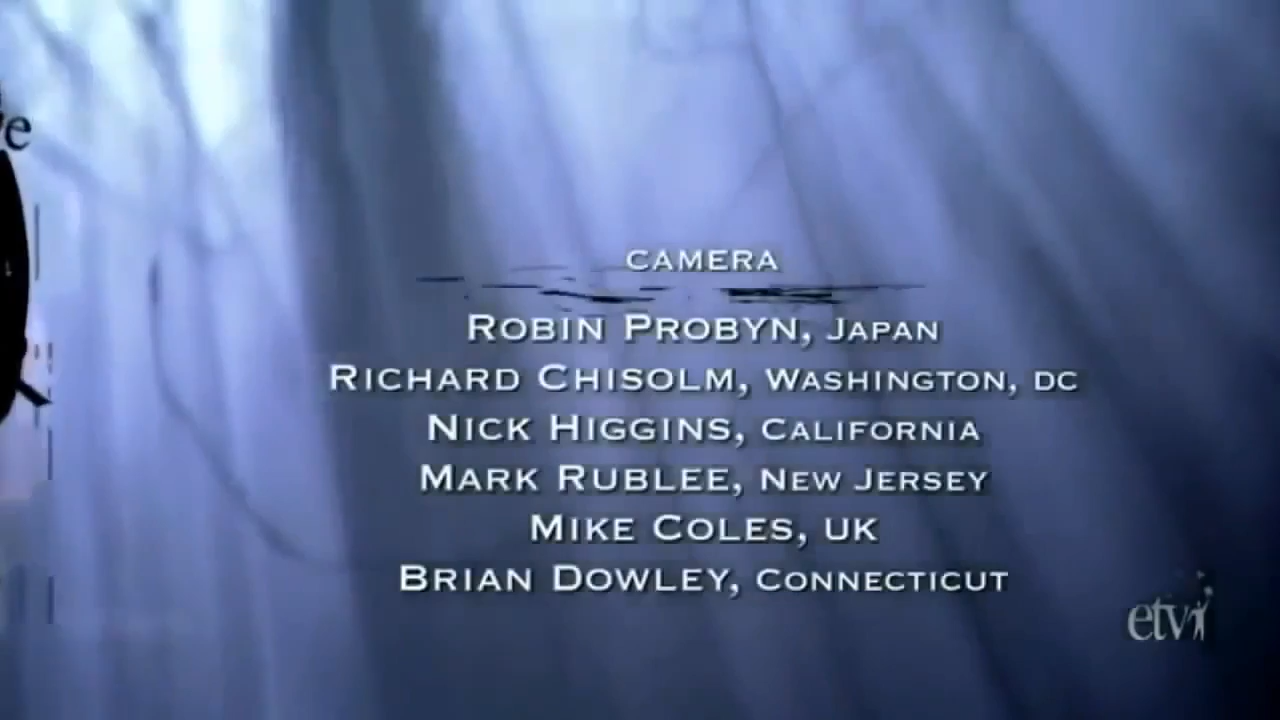 e
CAMERA
ROBIN PROBYN, JAPAN
RICHARD CHISOLM, WASHINGTON, DC
NICK HIGGINS, CALIFORNIA
MARK RUBLEE, NEW JERSEY
MIKE COLES, UK
BRIAN DOWLEY, CONNECTICUT
etv